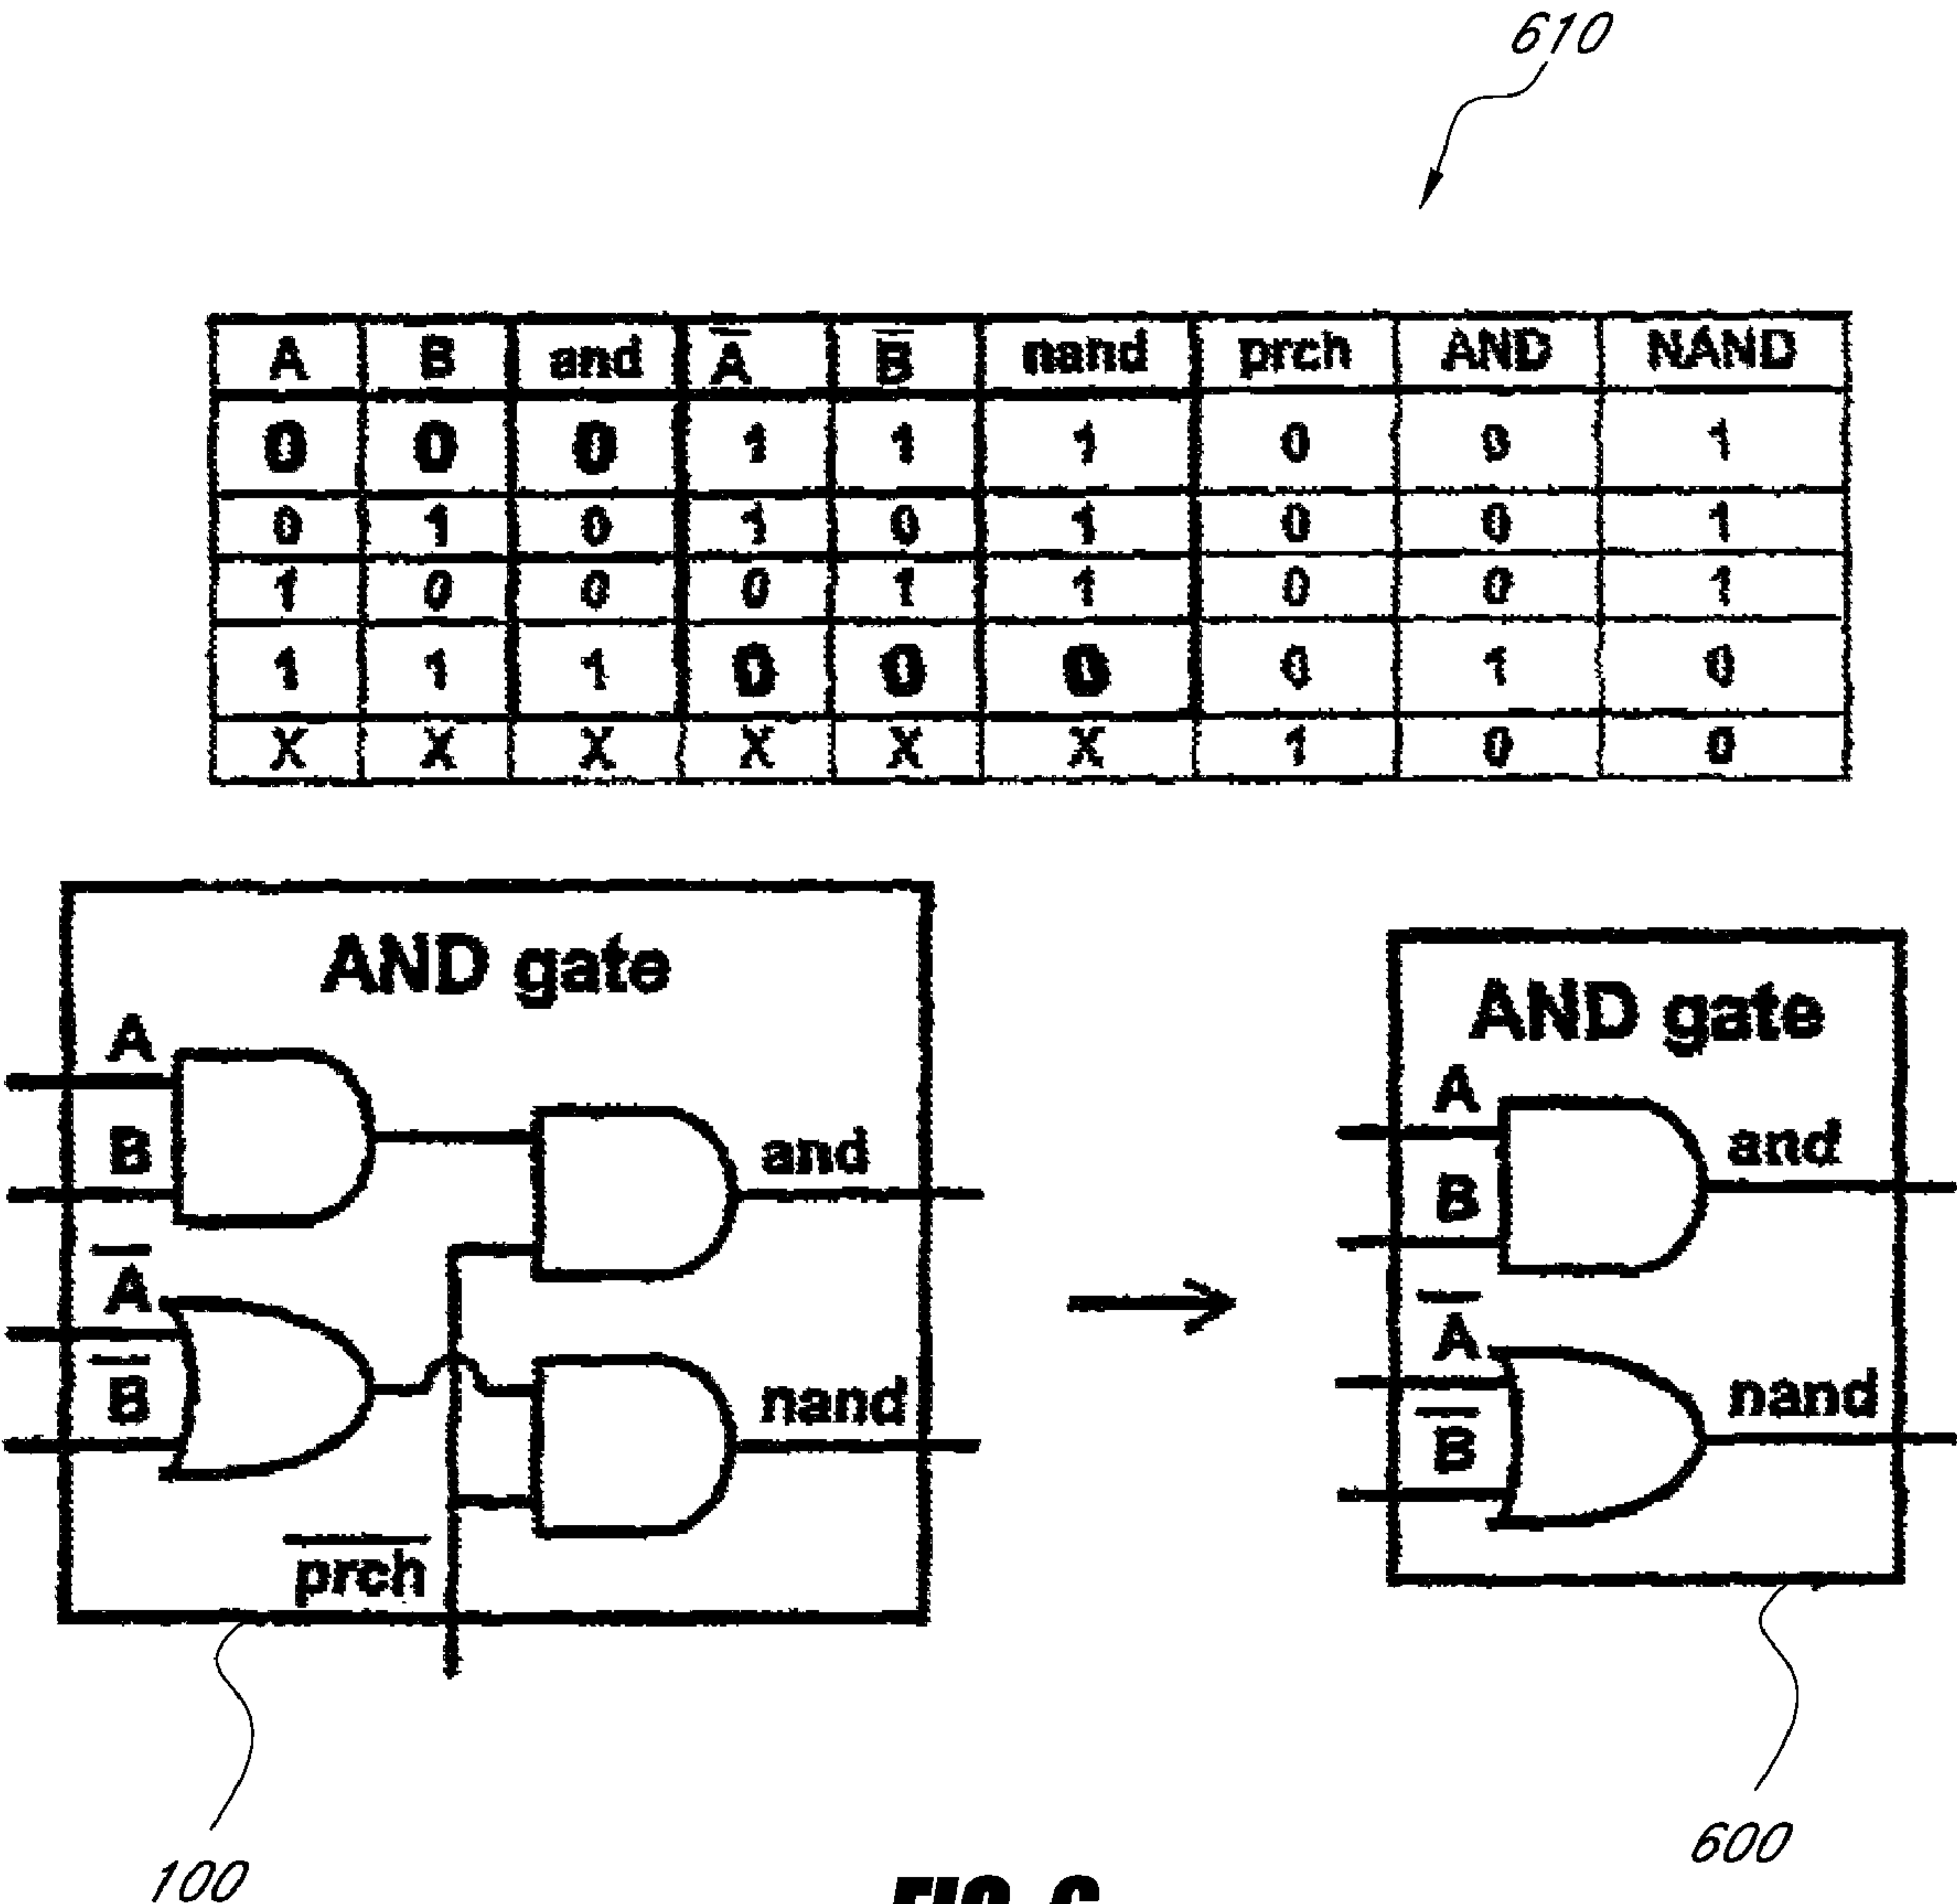 610
A B and A̅ B̅ nand prch AND NAND
0 0 0 1 1 1 0 0 1
0 1 0 1 0 1 0 0 1
1 0 0 0 1 1 0 0 1
1 1 1 0 0 0 0 1 0
X X X X X X 1 0 0
AND gate
A
B
and
A̅
B̅
nand
p̅r̅c̅h̅
100
AND gate
A
B
and
A̅
B̅
nand
600